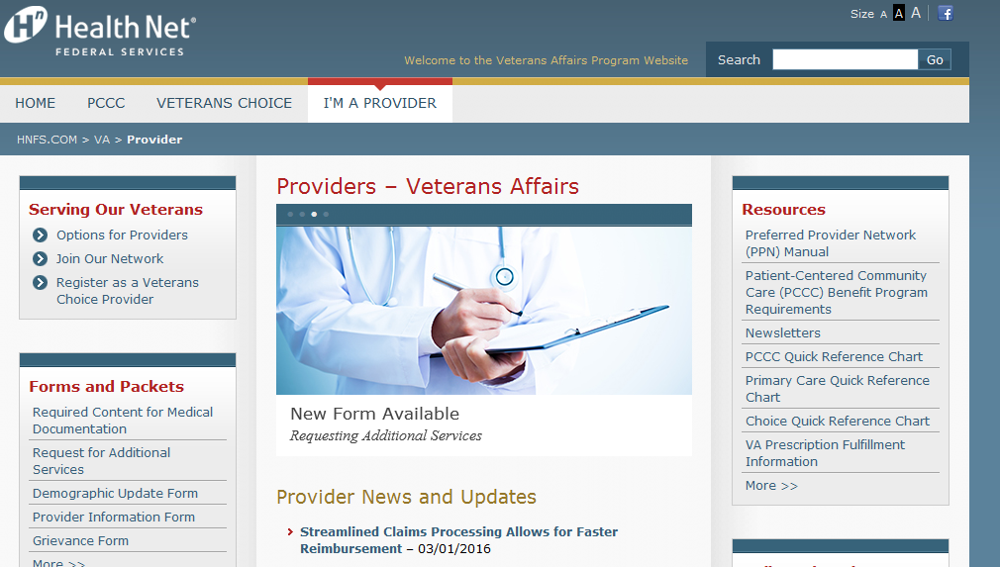 Health Net®
FEDERAL SERVICES
Size A A A
Welcome to the Veterans Affairs Program Website
Search
Go
HOME
PCCC
VETERANS CHOICE
I'M A PROVIDER
HNFS.COM > VA > Provider
Serving Our Veterans
Options for Providers
Join Our Network
Register as a Veterans
Choice Provider
Forms and Packets
Required Content for Medical
Documentation
Request for Additional
Services
Demographic Update Form
Provider Information Form
Grievance Form
More >>
Providers – Veterans Affairs
New Form Available
Requesting Additional Services
Provider News and Updates
Streamlined Claims Processing Allows for Faster
Reimbursement – 03/01/2016
Resources
Preferred Provider Network
(PPN) Manual
Patient-Centered Community
Care (PCCC) Benefit Program
Requirements
Newsletters
PCCC Quick Reference Chart
Primary Care Quick Reference
Chart
Choice Quick Reference Chart
VA Prescription Fulfillment
Information
More >>